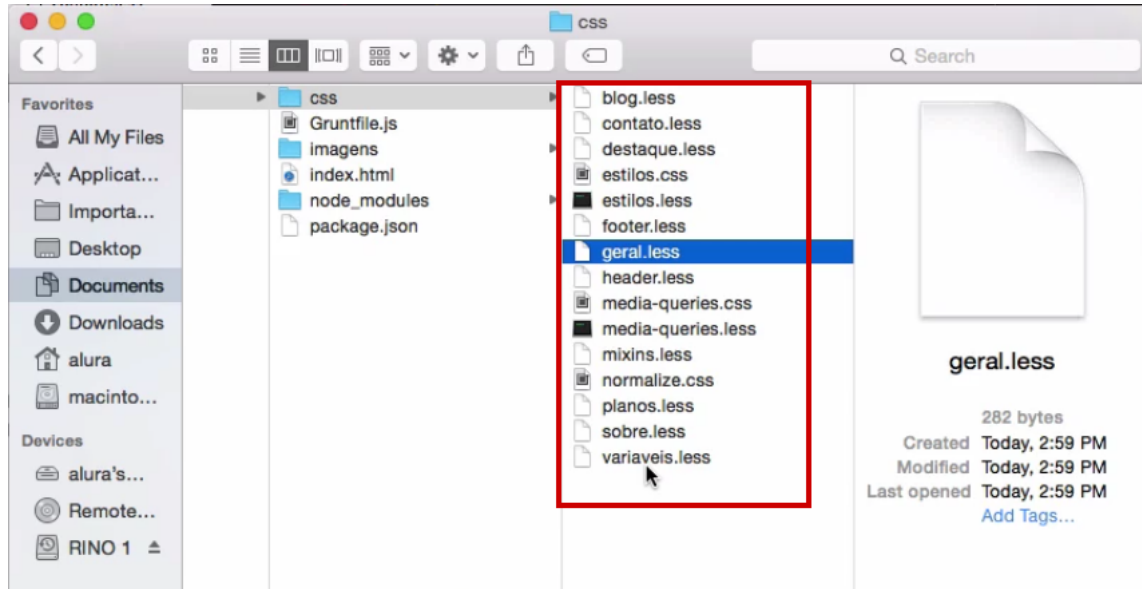 css
Search
Favorites
All My Files
Applicat...
Importa...
Desktop
Documents
Downloads
alura
macinto...
Devices
alura's...
Remote...
RINO 1
css
Gruntfile.js
imagens
index.html
node_modules
package.json
blog.less
contato.less
destaque.less
estilos.css
estilos.less
footer.less
geral.less
header.less
media-queries.css
media-queries.less
mixins.less
normalize.css
planos.less
sobre.less
variaveis.less
geral.less
282 bytes
Created Today, 2:59 PM
Modified Today, 2:59 PM
Last opened Today, 2:59 PM
Add Tags...